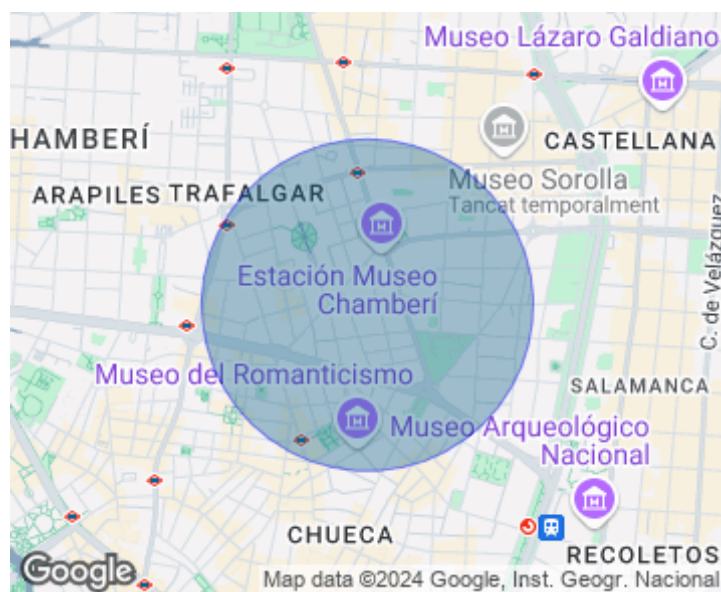 Museo Lázaro Galdiano
HAMBERÍ
CASTELLANA
ARAPILES
TRAFALGAR
Museo Sorolla
Tancat temporalment
C. de Velázquez
Estación Museo
Chamberí
Museo del Romanticismo
SALAMANCA
Museo Arqueológico
Nacional
CHUECA
RECOLETOS
Google
Map data ©2024 Google, Inst. Geogr. Nacional